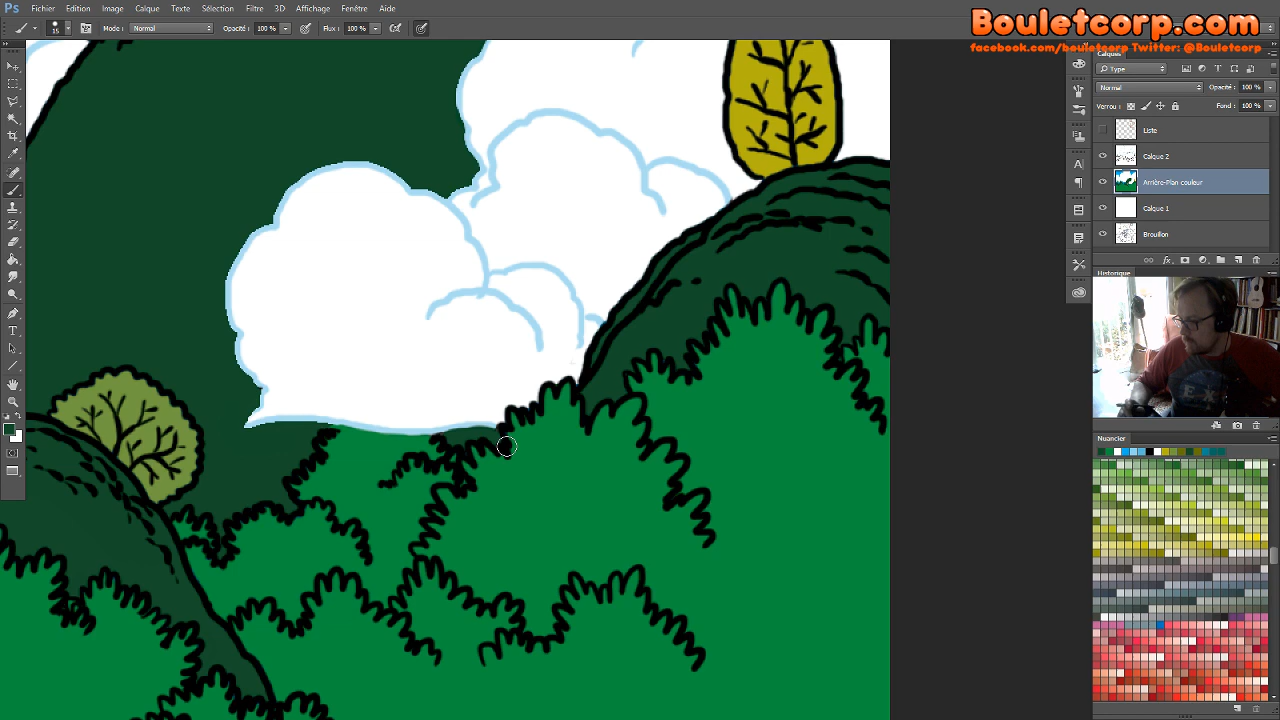 Ps Fichier Edition Image Calque Texte Sélection Filtre 3D Affichage Fenêtre Aide
15 Mode : Normal Opacité : 100 % Flux : 100 %
Bouletcorp.com
facebook.com/bouletcorp Twitter: @Bouletcorp
Calques
Type
Normal Opacité : 100 %
Verrou : Fond : 100 %
Liste
Calque 2
Arrière-Plan couleur
Calque 1
Brouillon
Historique
Nuancier